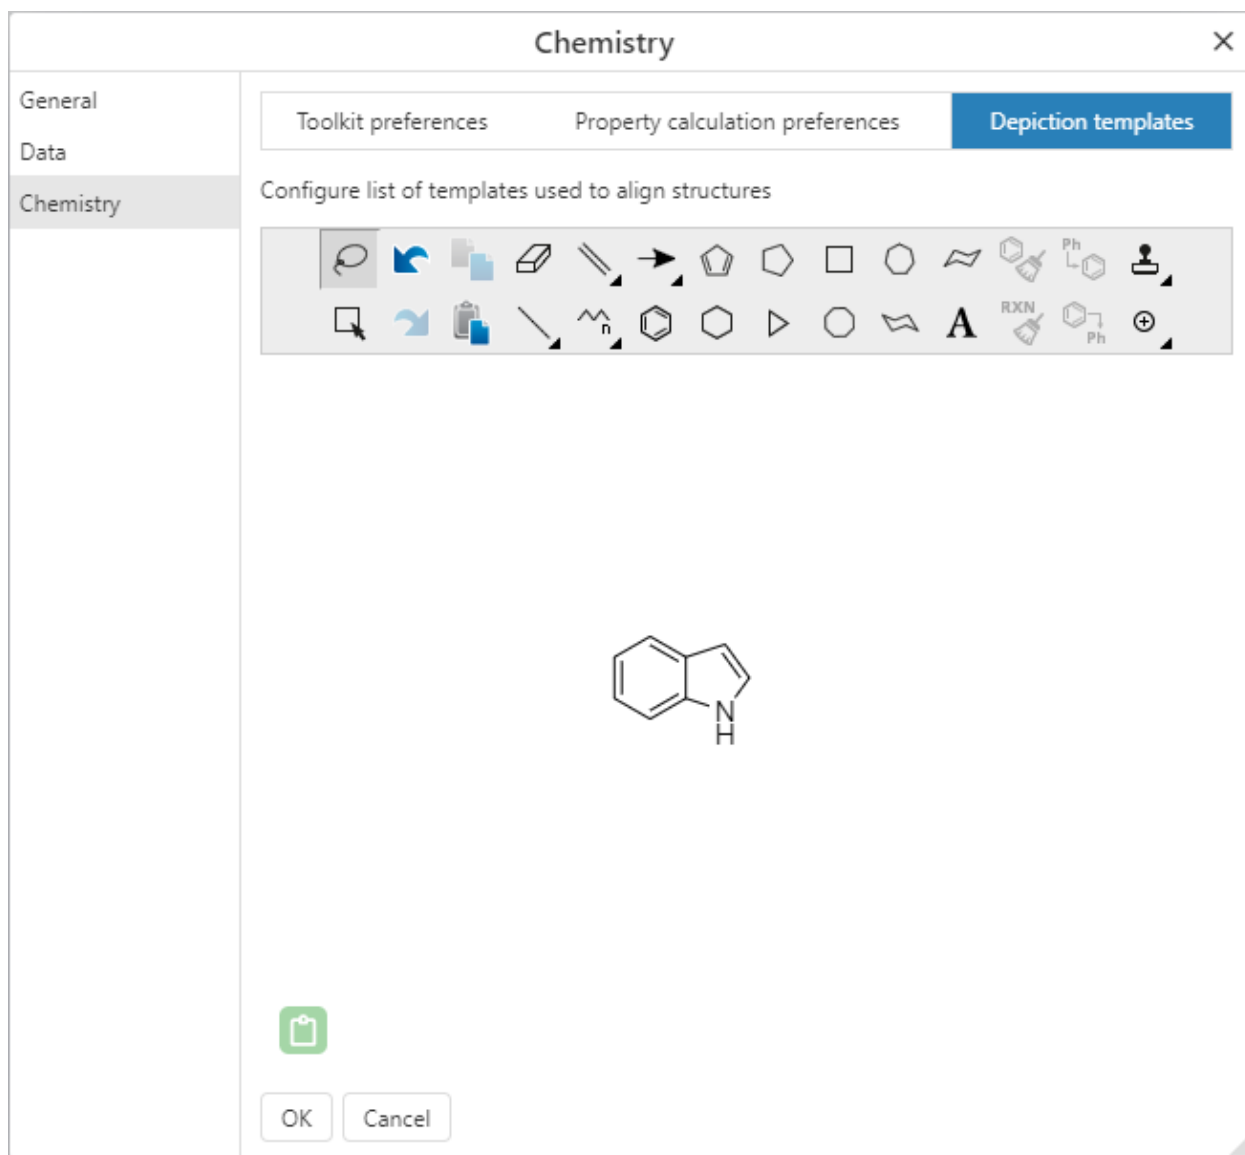 Chemistry
General
Data
Chemistry
Toolkit preferences
Property calculation preferences
Depiction templates
Configure list of templates used to align structures
Ph
n
A
RXN
Ph
N
H
OK
Cancel